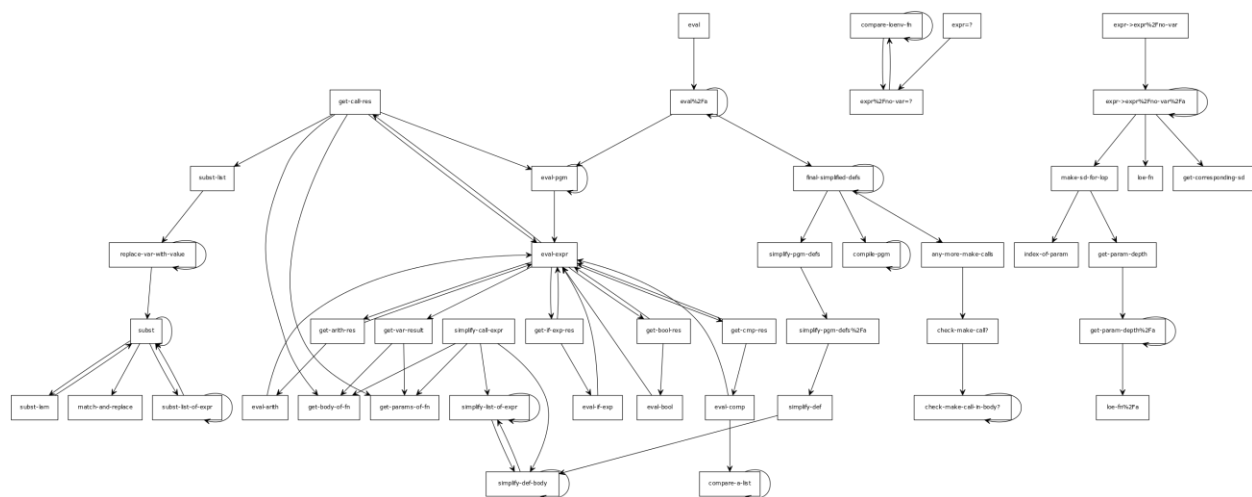 eval
compare-loenv-fn
expr=?
expr->expr%2fno-var
get-call-res
eval%2Fa
expr%2fno-var=?
expr->expr%2fno-var%2Fa
subst-list
eval-pgm
final-simplified-defs
make-sd-for-lop
loe-fn
get-corresponding-sd
replace-var-with-value
eval-expr
simplify-pgm-defs
compile-pgm
any-more-make-calls
index-of-param
get-param-depth
subst
get-arith-res
get-var-result
simplify-call-expr
get-if-exp-res
get-bool-res
get-cmp-res
simplify-pgm-defs%2Fa
check-make-call?
get-param-depth%2Fa
subst-lam
match-and-replace
subst-list-of-expr
eval-arith
get-body-of-fn
get-params-of-fn
simplify-list-of-expr
eval-if-exp
eval-bool
eval-comp
simplify-def
check-make-call-in-body?
loe-fn%2Fa
simplify-def-body
compare-a-list